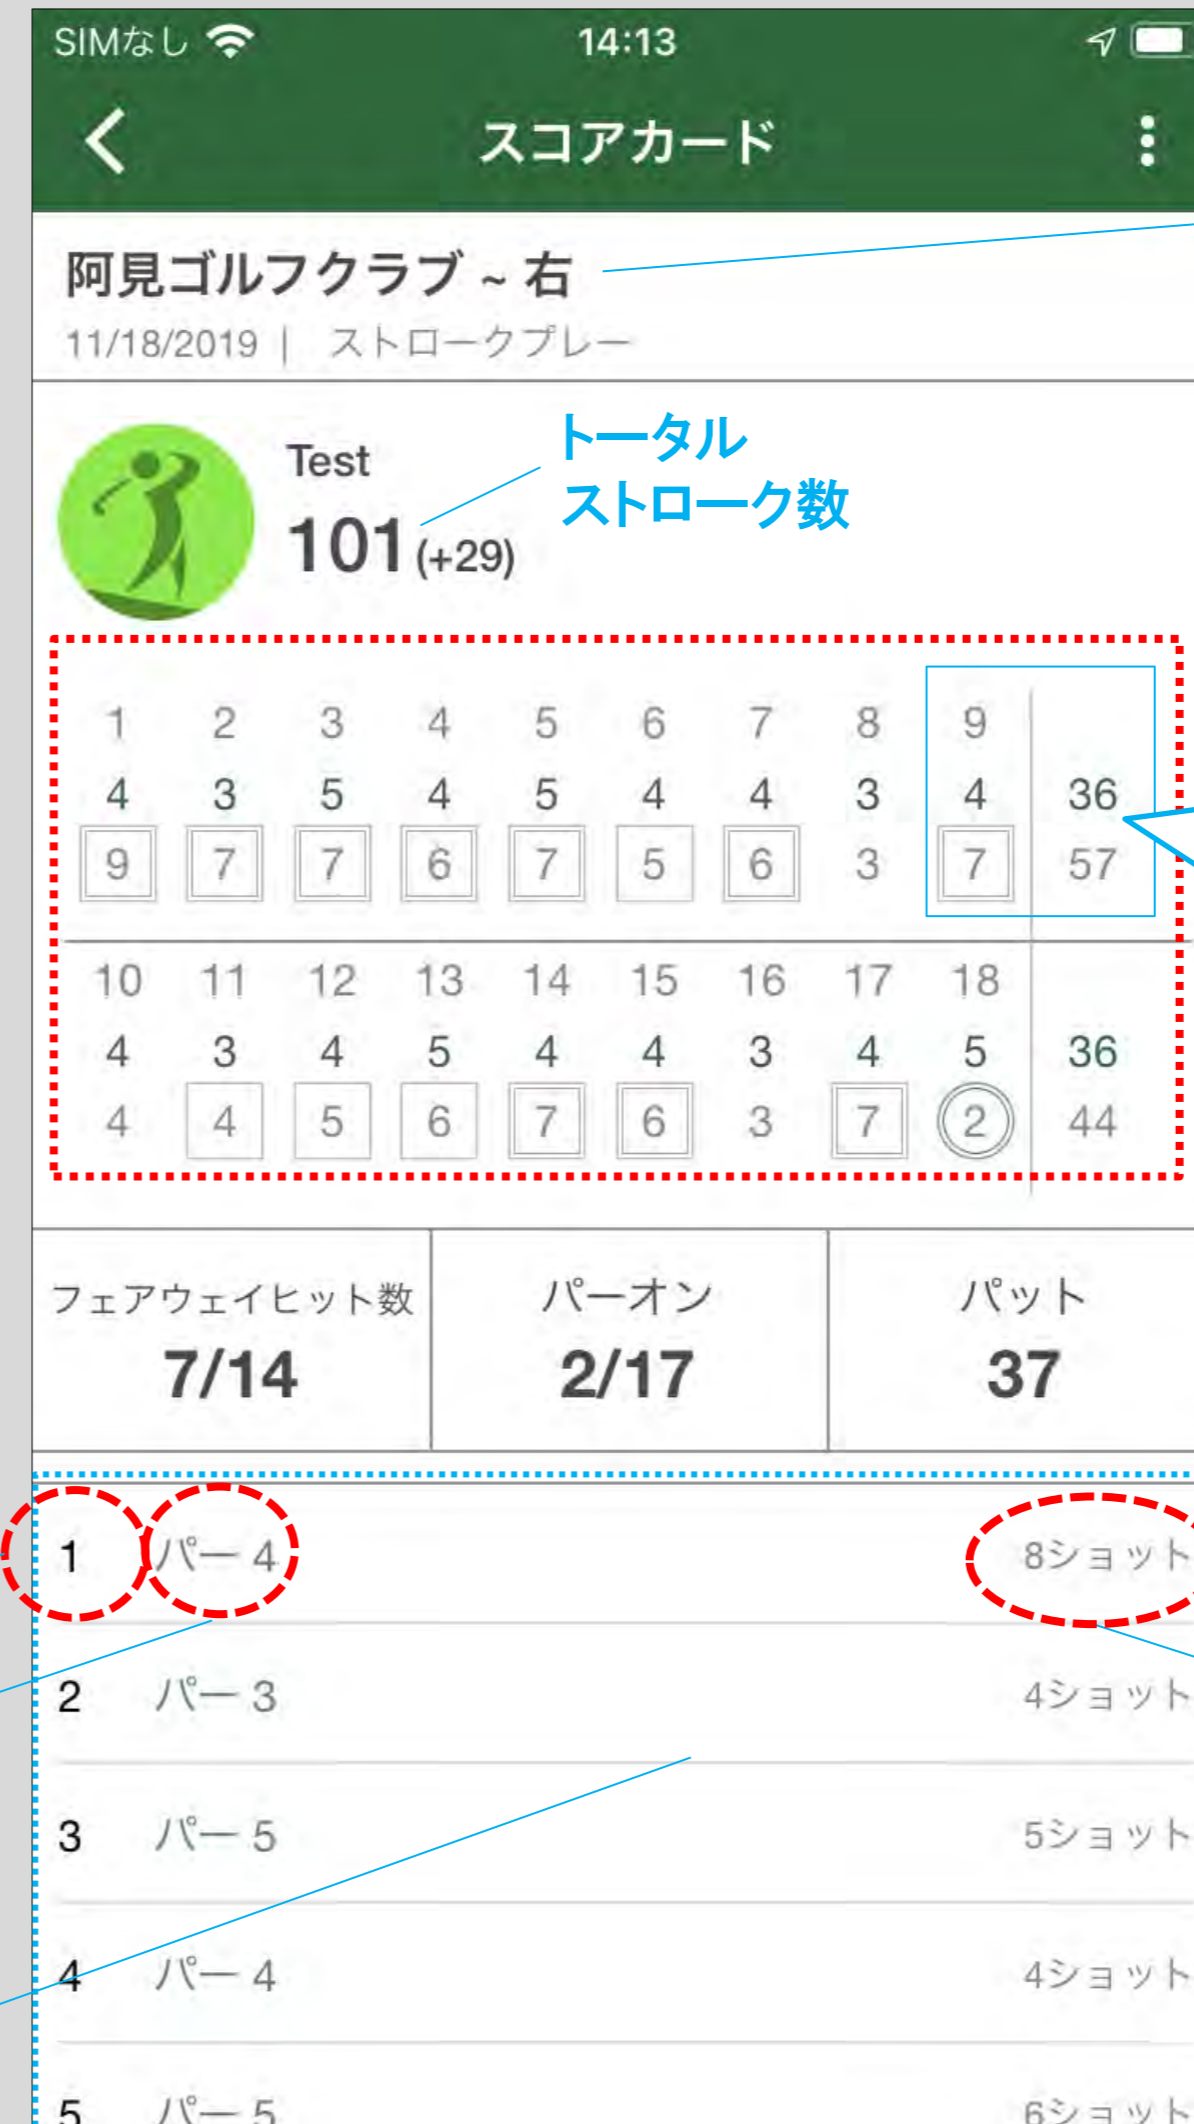 SIMなし 14:13
スコアカード
阿見ゴルフクラブ ~ 右
11/18/2019 | ストロークプレー
Test
101 (+29)
トータル
ストローク数
1 2 3 4 5 6 7 8 9
4 3 5 4 5 4 4 3 4 36
9 7 7 6 7 5 6 3 7 57
10 11 12 13 14 15 16 17 18
4 3 4 5 4 4 3 4 5 36
4 4 5 6 7 6 3 7 2 44
フェアウェイヒット数 パーオン パット
7/14 2/17 37
1 パー 4 8ショット
2 パー 3 4ショット
3 パー 5 5ショット
4 パー 4 4ショット
5 パー 5 6ショット